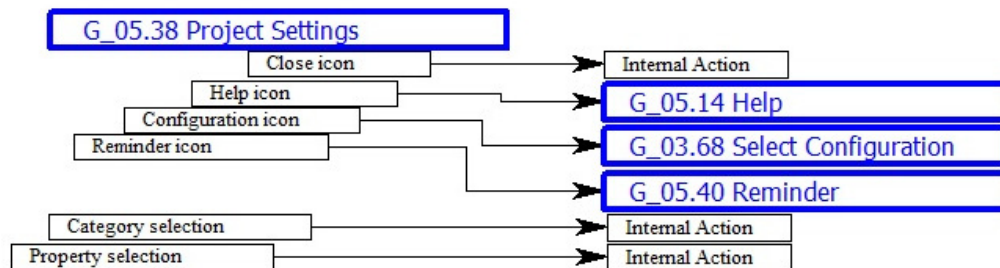 G_05.38 Project Settings
Close icon
Internal Action
Help icon
G_05.14 Help
Configuration icon
G_03.68 Select Configuration
Reminder icon
G_05.40 Reminder
Category selection
Internal Action
Property selection
Internal Action